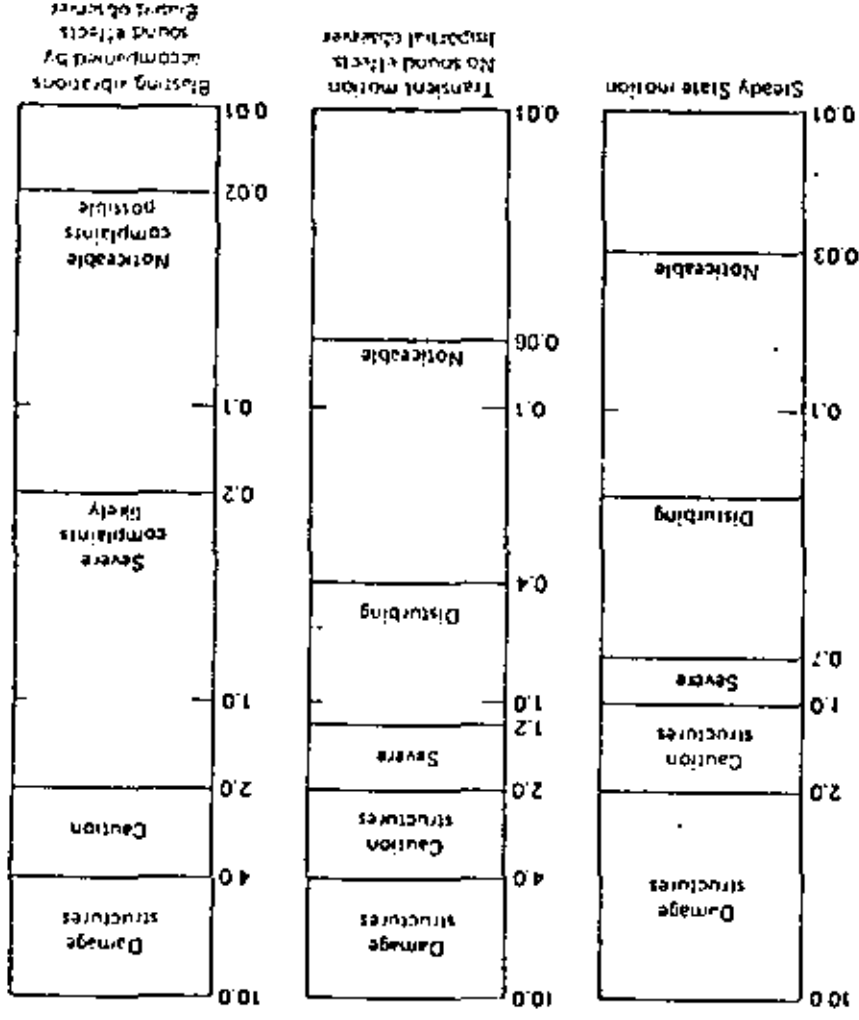 10.0
Damage
structures
2.0
Caution
structures
1.0
Severe
0.7
Disturbing
0.1
Noticeable
0.03
0.01
Steady State motion
10.0
Damage
structures
4.0
Caution
structures
2.0
Severe
1.2
1.0
Disturbing
0.4
0.1
Noticeable
0.06
0.01
Transient motion
No sound effects
Impartial observer
10.0
Damage
structures
4.0
Caution
2.0
1.0
Severe
complaints
likely
0.2
0.1
Noticeable
complaints
possible
0.02
0.01
Blasting vibrations
accompanied by
sound effects
Biased observer